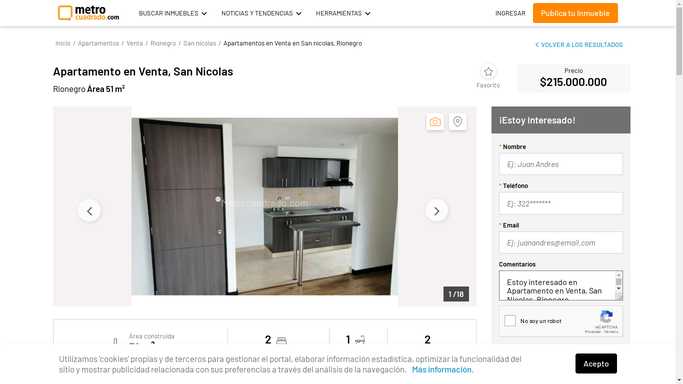 metro
cuadrado.com
BUSCAR INMUEBLES
NOTICIAS Y TENDENCIAS
HERRAMIENTAS
INGRESAR
Publica tu Inmueble
Inicio / Apartamentos / Venta / Rionegro / San nicolas / Apartamentos en Venta en San nicolas, Rionegro
VOLVER A LOS RESULTADOS
Apartamento en Venta, San Nicolas
Rionegro Área 51 m²
Favorito
Precio
$215.000.000
1 / 18
¡Estoy Interesado!
* Nombre
Ej: Juan Andres
* Teléfono
Ej: 322*******
* Email
Ej: juanandres@email.com
Comentarios
Estoy interesado en
Apartamento en Venta, San
Nicolas, Rionegro
No soy un robot
reCAPTCHA
Privacidad - Términos
Área construida
2
1
2
Utilizamos 'cookies' propias y de terceros para gestionar el portal, elaborar información estadística, optimizar la funcionalidad del
sitio y mostrar publicidad relacionada con sus preferencias a través del análisis de la navegación. Más información.
Acepto